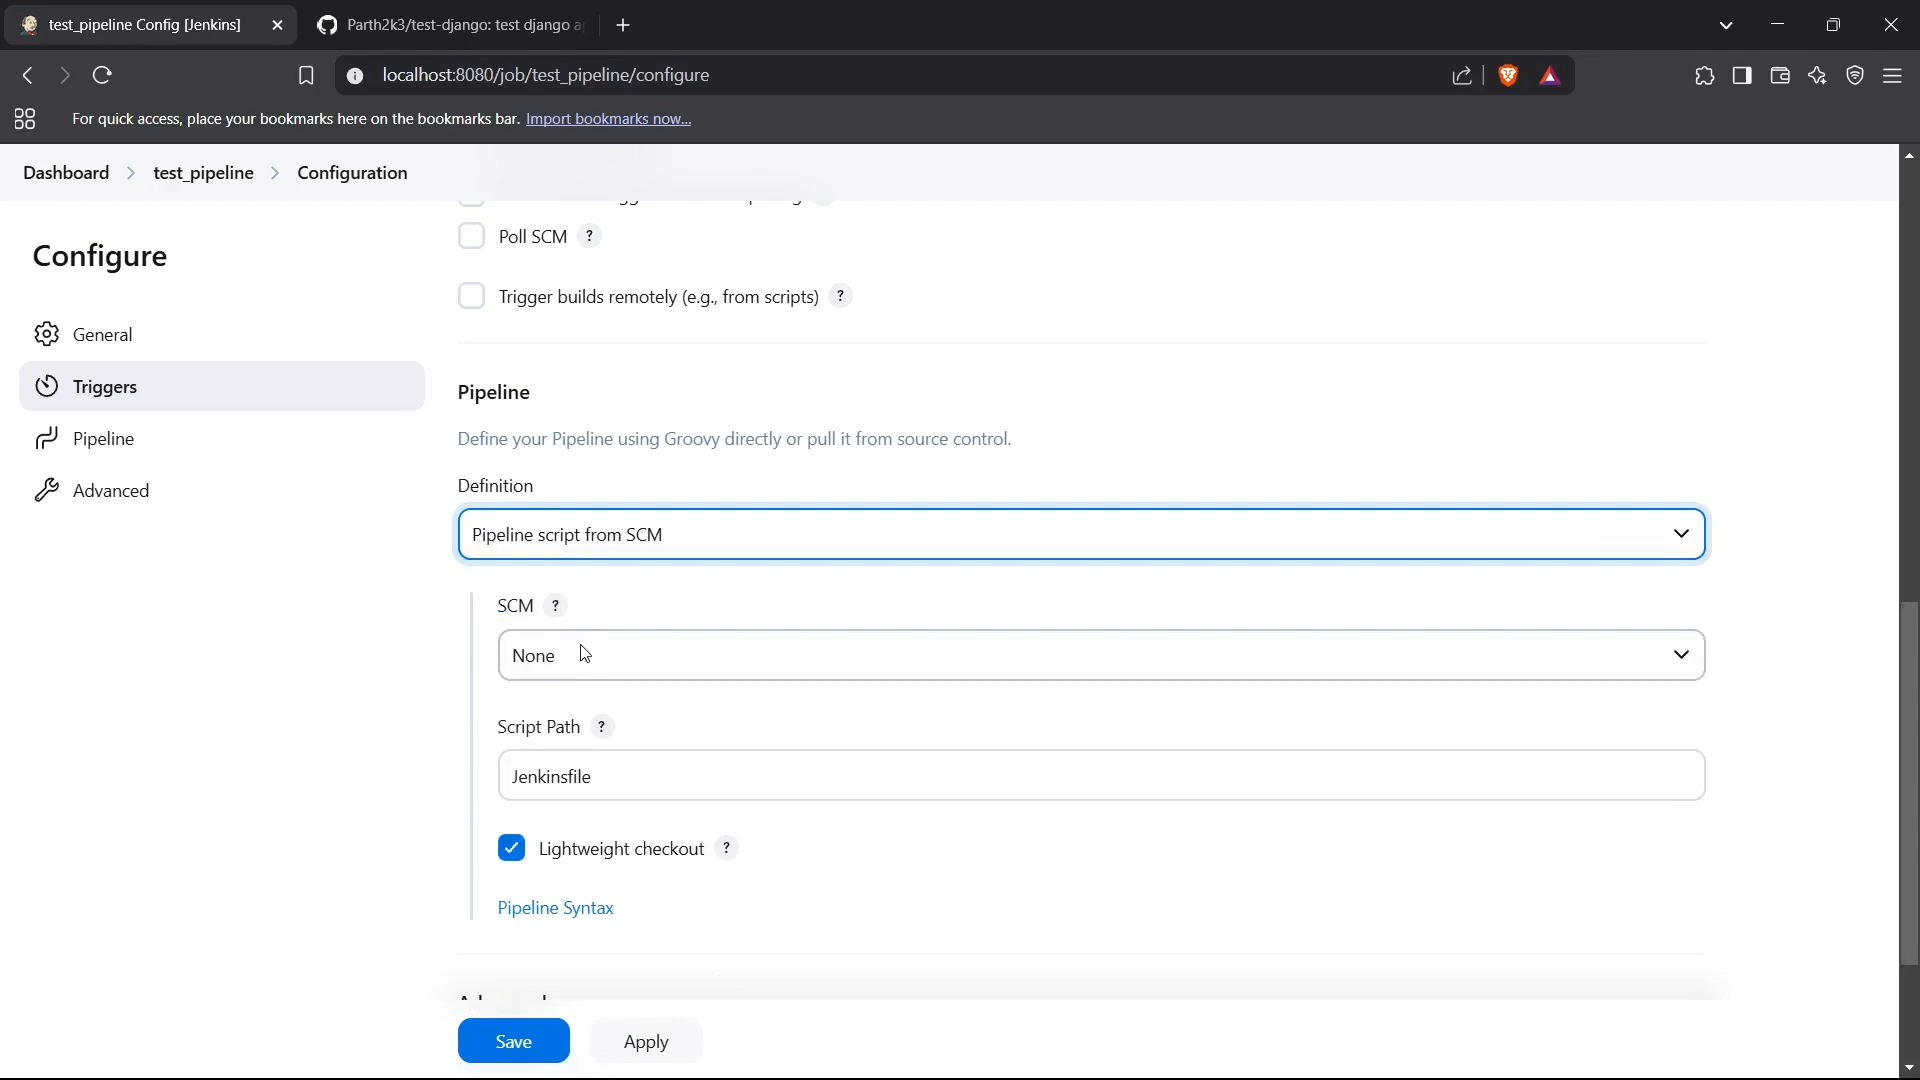 test_pipeline Config [Jenkins]
Parth2k3/test-django: test django a
localhost:8080/job/test_pipeline/configure
For quick access, place your bookmarks here on the bookmarks bar. Import bookmarks now...
Dashboard
test_pipeline
Configuration
Configure
General
Triggers
Pipeline
Advanced
Poll SCM ?
Trigger builds remotely (e.g., from scripts) ?
Pipeline
Define your Pipeline using Groovy directly or pull it from source control.
Definition
Pipeline script from SCM
SCM ?
None
Script Path ?
Jenkinsfile
Lightweight checkout ?
Pipeline Syntax
Save
Apply